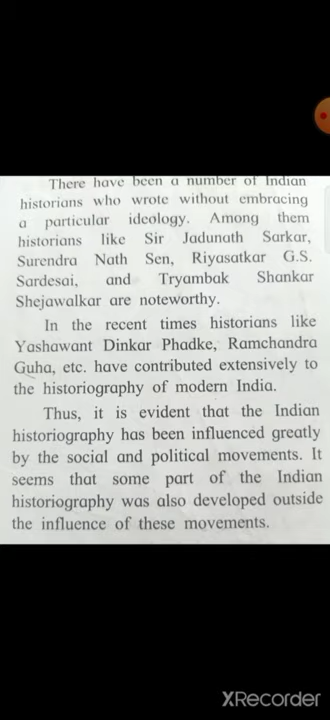 There have been a number of Indian
historians who wrote without embracing
a particular ideology. Among them
historians like Sir Jadunath Sarkar,
Surendra Nath Sen, Riyasatkar G.S.
Sardesai, and Tryambak Shankar
Shejawalkar are noteworthy.
In the recent times historians like
Yashawant Dinkar Phadke, Ramchandra
Guha, etc. have contributed extensively to
the historiography of modern India.
Thus, it is evident that the Indian
historiography has been influenced greatly
by the social and political movements. It
seems that some part of the Indian
historiography was also developed outside
the influence of these movements.
XRecorder